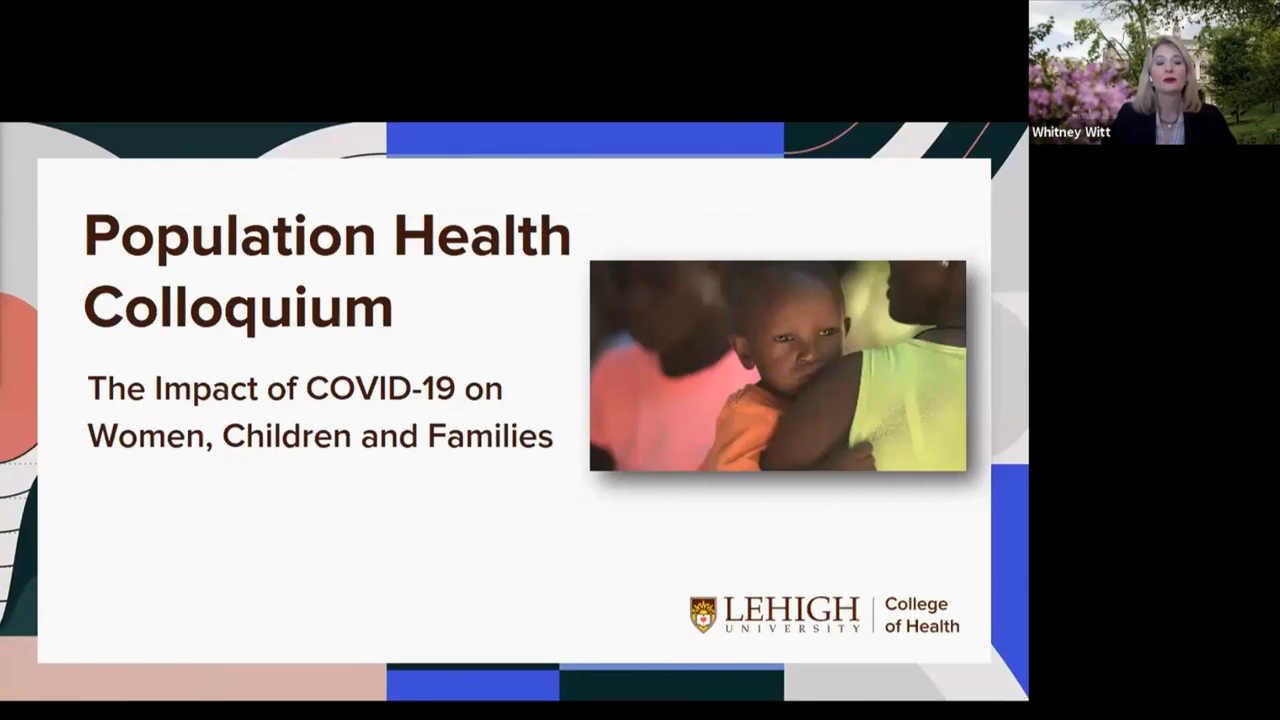 Whitney Witt
Population Health
Colloquium
The Impact of COVID-19 on
Women, Children and Families
LEHIGH
UNIVERSITY
College
of Health